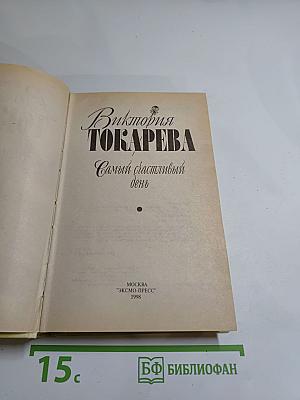 Виктория
ТОКАРЕВА
Самый счастливый
день
МОСКВА
"ЭКСМО-ПРЕСС"
1998
15с
БФ БИБЛИОФАН